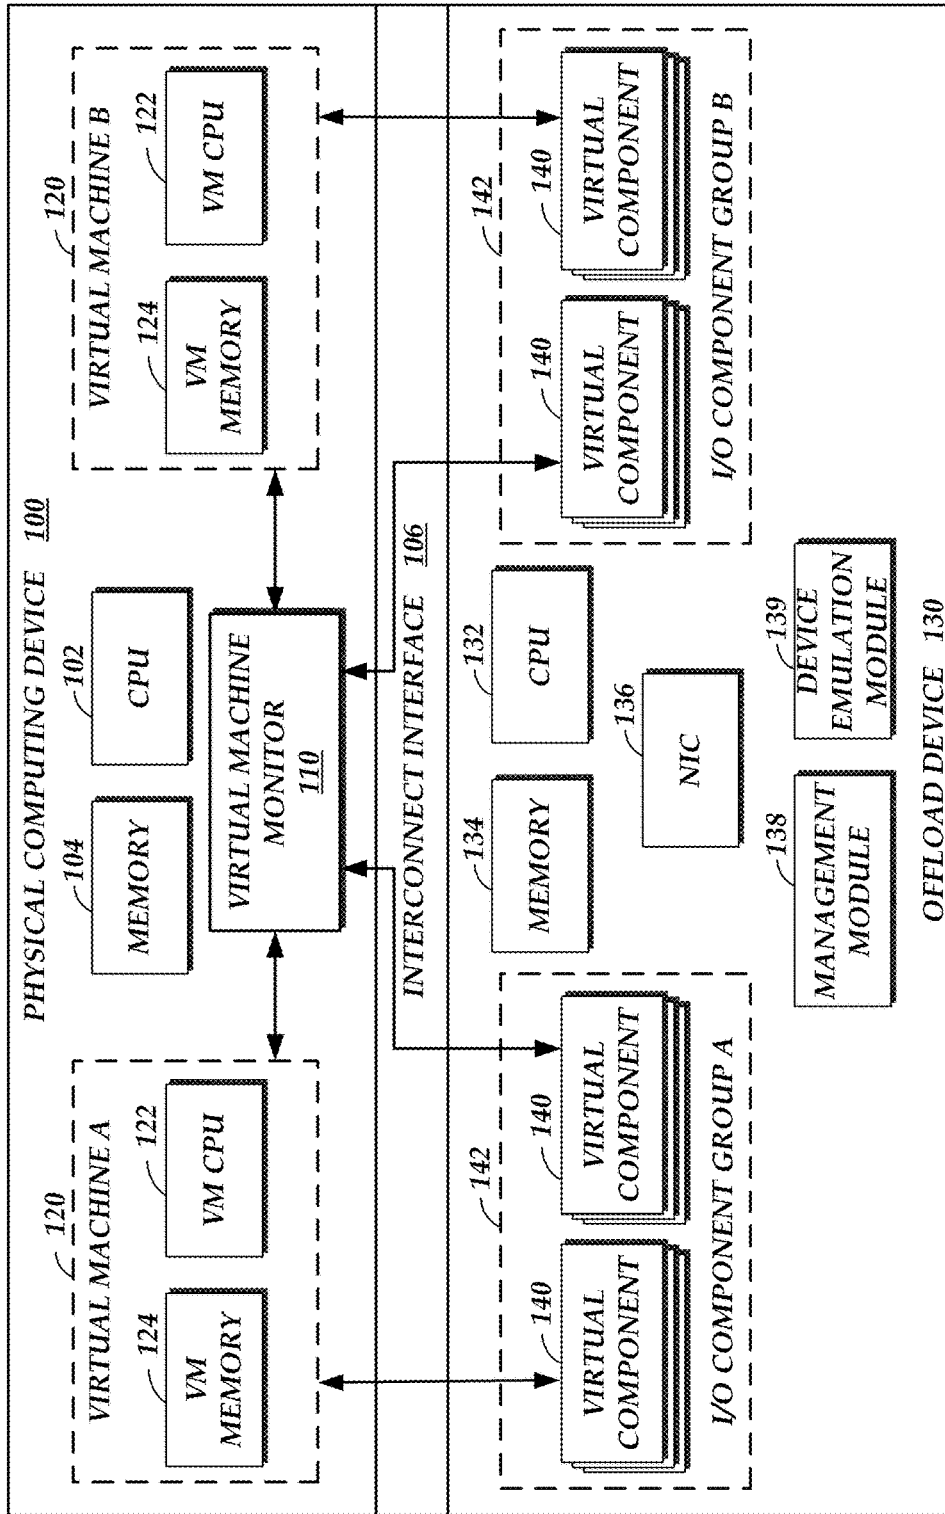 PHYSICAL COMPUTING DEVICE 100
120
VIRTUAL MACHINE A
124
VM
MEMORY
122
VM CPU
104
MEMORY
102
CPU
VIRTUAL MACHINE
MONITOR
110
120
VIRTUAL MACHINE B
124
VM
MEMORY
122
VM CPU
INTERCONNECT INTERFACE 106
142
140
VIRTUAL
COMPONENT
140
VIRTUAL
COMPONENT
I/O COMPONENT GROUP A
134
MEMORY
132
CPU
136
NIC
138
MANAGEMENT
MODULE
139
DEVICE
EMULATION
MODULE
142
140
VIRTUAL
COMPONENT
140
VIRTUAL
COMPONENT
I/O COMPONENT GROUP B
OFFLOAD DEVICE 130